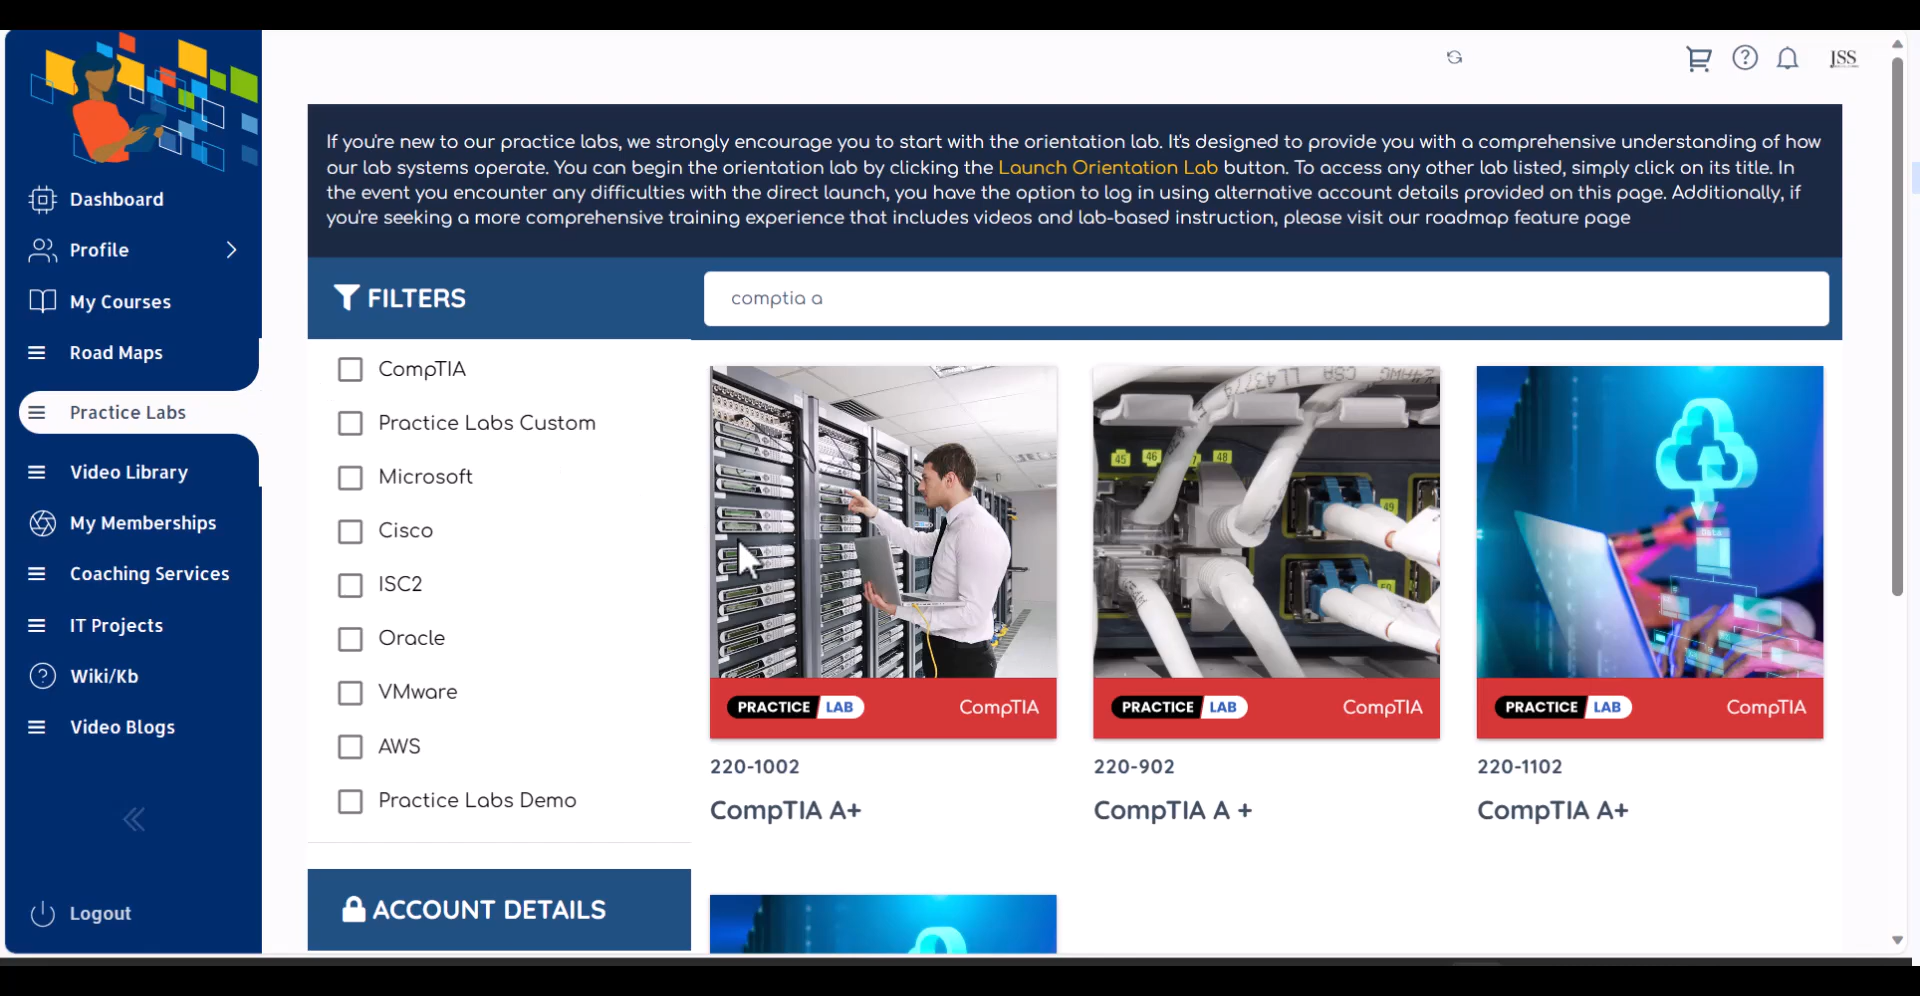 JSS
If you're new to our practice labs, we strongly encourage you to start with the orientation lab. It's designed to provide you with a comprehensive understanding of how
our lab systems operate. You can begin the orientation lab by clicking the Launch Orientation Lab button. To access any other lab listed, simply click on its title. In
the event you encounter any difficulties with the direct launch, you have the option to log in using alternative account details provided on this page. Additionally, if
you're seeking a more comprehensive training experience that includes videos and lab-based instruction, please visit our roadmap feature page
Dashboard
Profile
My Courses
Road Maps
Practice Labs
Video Library
My Memberships
Coaching Services
IT Projects
Wiki/Kb
Video Blogs
Logout
FILTERS
comptia a
CompTIA
Practice Labs Custom
Microsoft
Cisco
ISC2
Oracle
VMware
AWS
Practice Labs Demo
ACCOUNT DETAILS
PRACTICE LAB CompTIA
220-1002
CompTIA A+
45 46 48
49
PRACTICE LAB CompTIA
220-902
CompTIA A +
Data
PRACTICE LAB CompTIA
220-1102
CompTIA A+